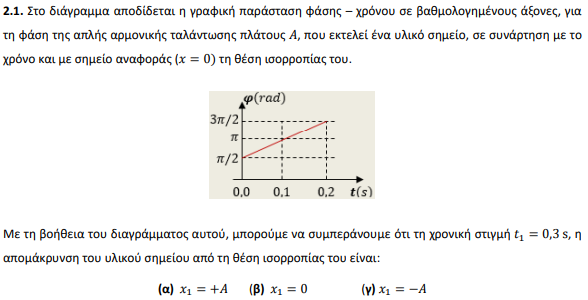 2.1. Στο διάγραμμα αποδίδεται η γραφική παράσταση φάσης – χρόνου σε βαθμολογημένους άξονες, για
τη φάση της απλής αρμονικής ταλάντωσης πλάτους A, που εκτελεί ένα υλικό σημείο, σε συνάρτηση με το
χρόνο και με σημείο αναφοράς (x = 0) τη θέση ισορροπίας του.
φ(rad)
3π/2
π
π/2
0,0 0,1 0,2 t(s)
Με τη βοήθεια του διαγράμματος αυτού, μπορούμε να συμπεράνουμε ότι τη χρονική στιγμή t₁ = 0,3 s, η
απομάκρυνση του υλικού σημείου από τη θέση ισορροπίας του είναι:
(α) x₁ = +A (β) x₁ = 0 (γ) x₁ = −A